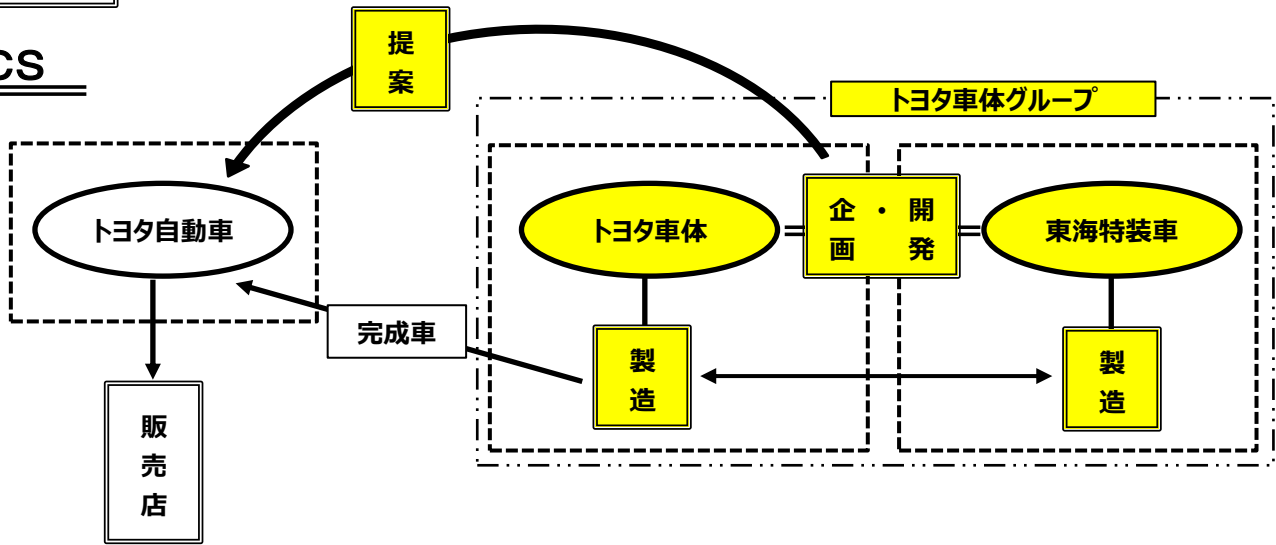 提案
CS
トヨタ車体グループ
トヨタ自動車
トヨタ車体
企画・開発
東海特装車
完成車
製造
製造
販売店